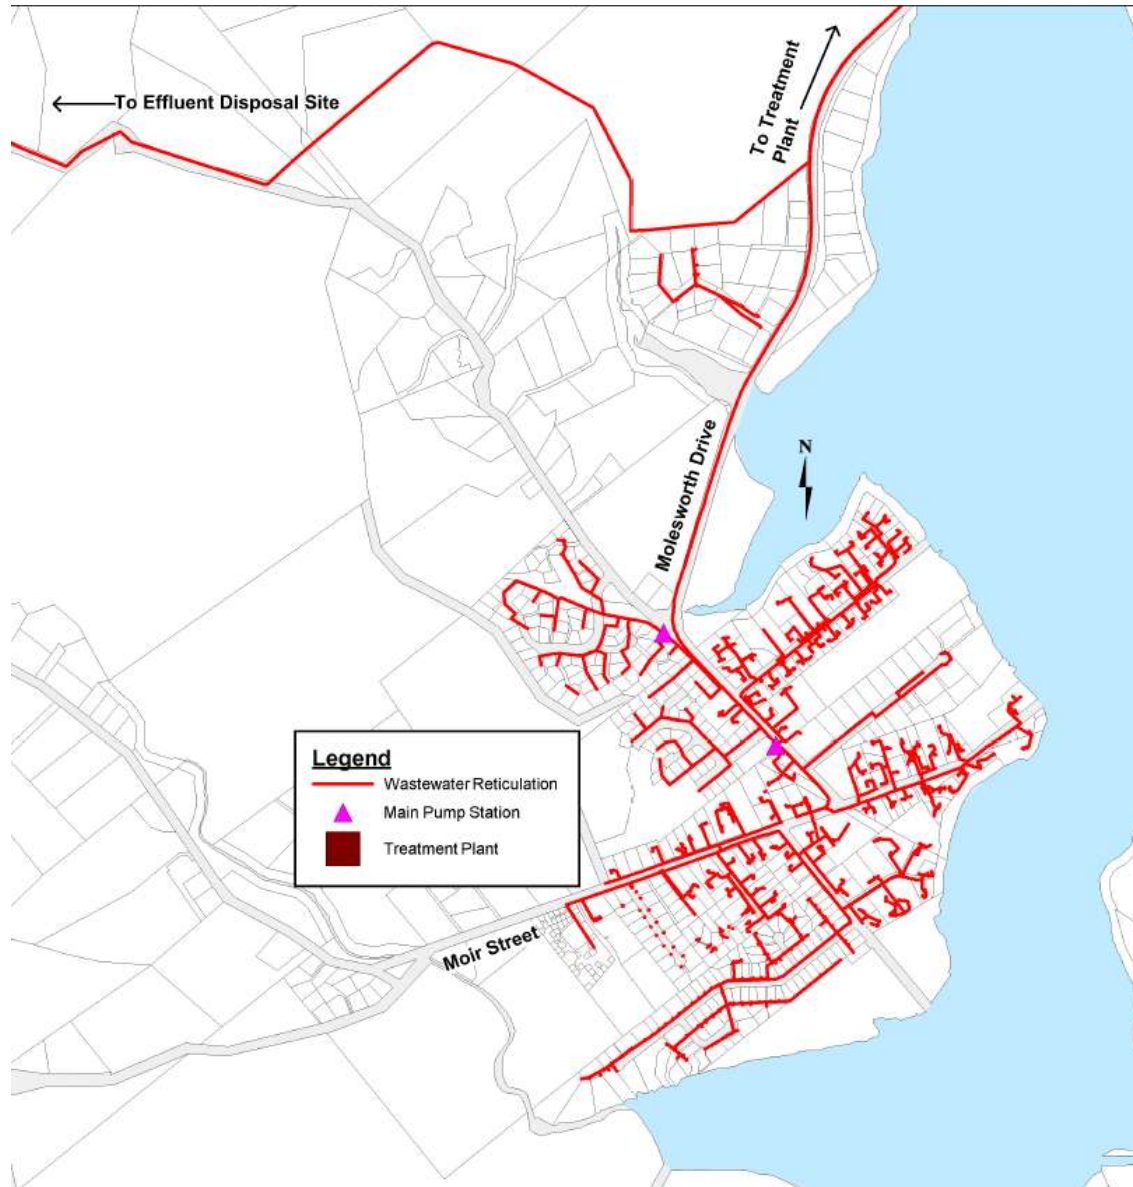 To Effluent Disposal Site
To Treatment
Plant
Molesworth Drive
N
Legend
Wastewater Reticulation
Main Pump Station
Treatment Plant
Moir Street